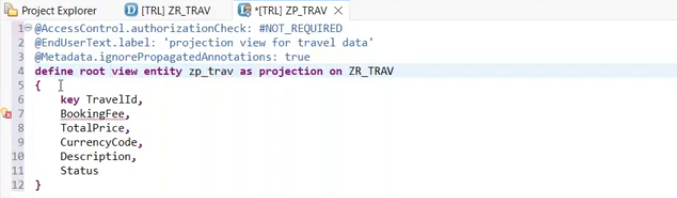 Project Explorer [TRL] ZR_TRAV *[TRL] ZP_TRAV
1 @AccessControl.authorizationCheck: #NOT_REQUIRED
2 @EndUserText.label: 'projection view for travel data'
3 @Metadata.ignorePropagatedAnnotations: true
4 define root view entity zp_trav as projection on ZR_TRAV
5 {
6 key TravelId,
7 BookingFee,
8 TotalPrice,
9 CurrencyCode,
10 Description,
11 Status
12 }